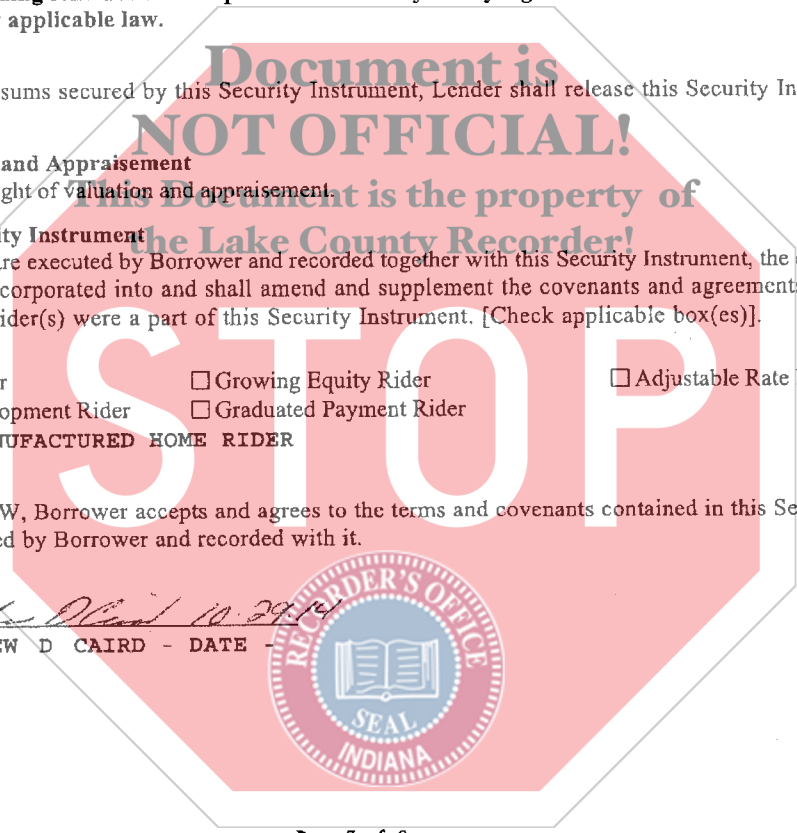 applicable law.
Document is
sums secured by this Security Instrument, Lender shall release this Security In
NOT OFFICIAL!
and Appraisement
ght of valuation and appraisement.
This Document is the property of
ity Instrument
the Lake County Recorder!
re executed by Borrower and recorded together with this Security Instrument, the
corporated into and shall amend and supplement the covenants and agreements
ider(s) were a part of this Security Instrument. [Check applicable box(es)].
STOP
r ☐ Growing Equity Rider ☐ Adjustable Rate
opment Rider ☐ Graduated Payment Rider
NUFACTURED HOME RIDER
W, Borrower accepts and agrees to the terms and covenants contained in this Se
ed by Borrower and recorded with it.
10-29-14
EW D CAIRD - DATE -
RECORDER'S OFFICE
SEAL
INDIANA